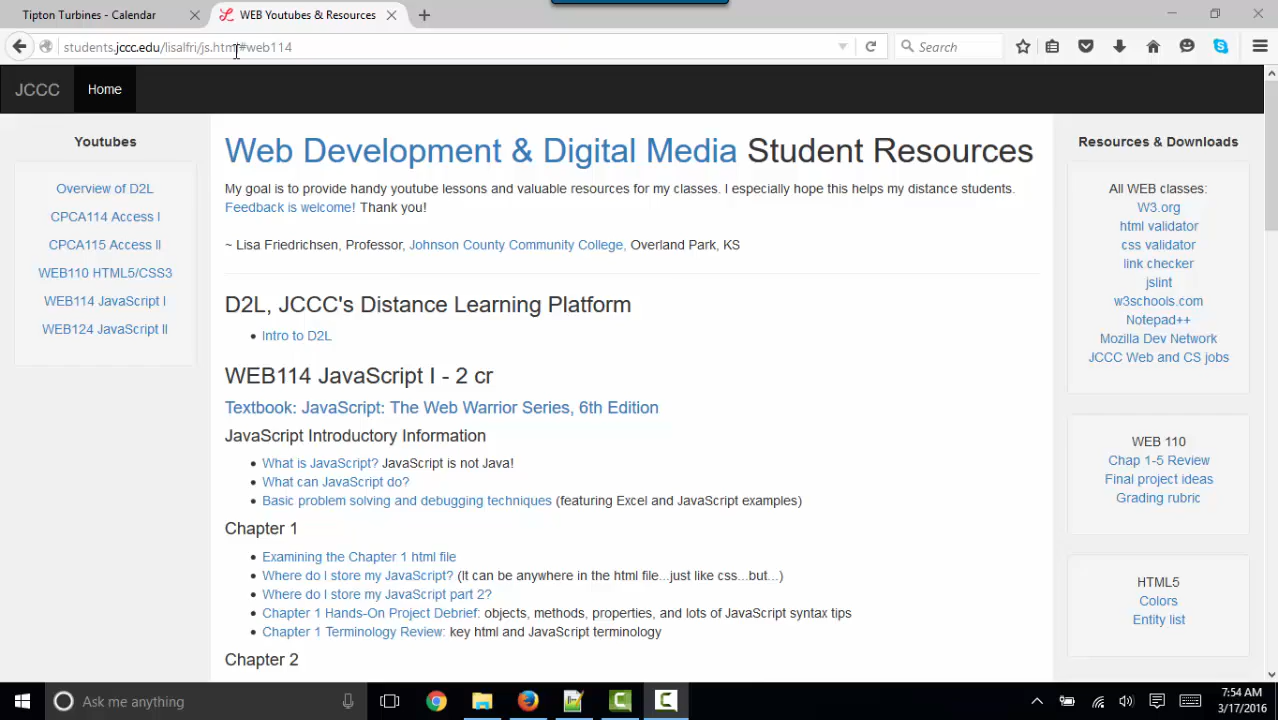 Tipton Turbines - Calendar
WEB Youtubes & Resources
students.jccc.edu/lisalfri/js.html#web114
Search
JCCC
Home
Youtubes
Overview of D2L
CPCA114 Access I
CPCA115 Access II
WEB110 HTML5/CSS3
WEB114 JavaScript I
WEB124 JavaScript II
Web Development & Digital Media Student Resources
My goal is to provide handy youtube lessons and valuable resources for my classes. I especially hope this helps my distance students.
Feedback is welcome! Thank you!
~ Lisa Friedrichsen, Professor, Johnson County Community College, Overland Park, KS
D2L, JCCC's Distance Learning Platform
• Intro to D2L
WEB114 JavaScript I - 2 cr
Textbook: JavaScript: The Web Warrior Series, 6th Edition
JavaScript Introductory Information
• What is JavaScript? JavaScript is not Java!
• What can JavaScript do?
• Basic problem solving and debugging techniques (featuring Excel and JavaScript examples)
Chapter 1
• Examining the Chapter 1 html file
• Where do I store my JavaScript? (It can be anywhere in the html file...just like css...but...)
• Where do I store my JavaScript part 2?
• Chapter 1 Hands-On Project Debrief: objects, methods, properties, and lots of JavaScript syntax tips
• Chapter 1 Terminology Review: key html and JavaScript terminology
Chapter 2
Resources & Downloads
All WEB classes:
W3.org
html validator
css validator
link checker
jslint
w3schools.com
Notepad++
Mozilla Dev Network
JCCC Web and CS jobs
WEB 110
Chap 1-5 Review
Final project ideas
Grading rubric
HTML5
Colors
Entity list
Ask me anything
7:54 AM
3/17/2016